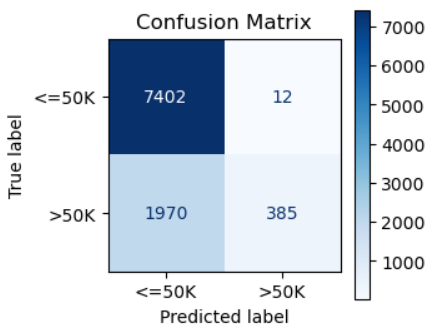 Confusion Matrix
True label
<=50K
7402
12
>50K
1970
385
<=50K
>50K
Predicted label
7000
6000
5000
4000
3000
2000
1000